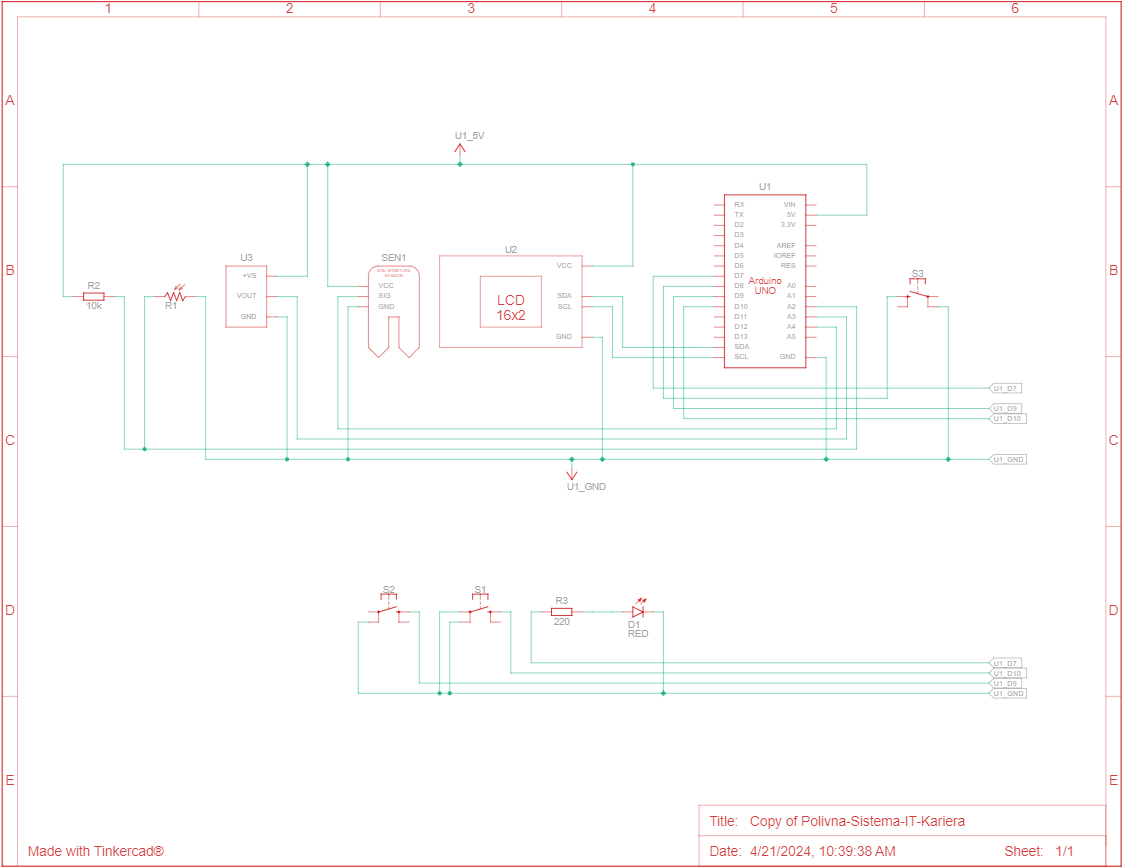 1 2 3 4 5 6
A A
U1_5V
U1
RX VIN
TX 5V
D2 3.3V
D3
D4 AREF
D5 IOREF
D6 RES
D7
D8 A0
D9 A1
D10 A2
D11 A3
D12 A4
D13 A5
SDA
SCL GND
Arduino
UNO
B B
U3
+VS
VOUT
GND
SEN1
SOIL MOISTURE
SENSOR
VCC
SIG
GND
U2
VCC
SDA
SCL
GND
LCD
16x2
S3
R2
10k
R1
U1_D7
U1_D9
U1_D10
C C
U1_GND
U1_GND
S2 S1
R3
220
D1
RED
D D
U1_D7
U1_D10
U1_D9
U1_GND
E E
Title: Copy of Polivna-Sistema-IT-Kariera
Made with Tinkercad®
Date: 4/21/2024, 10:39:38 AM Sheet: 1/1